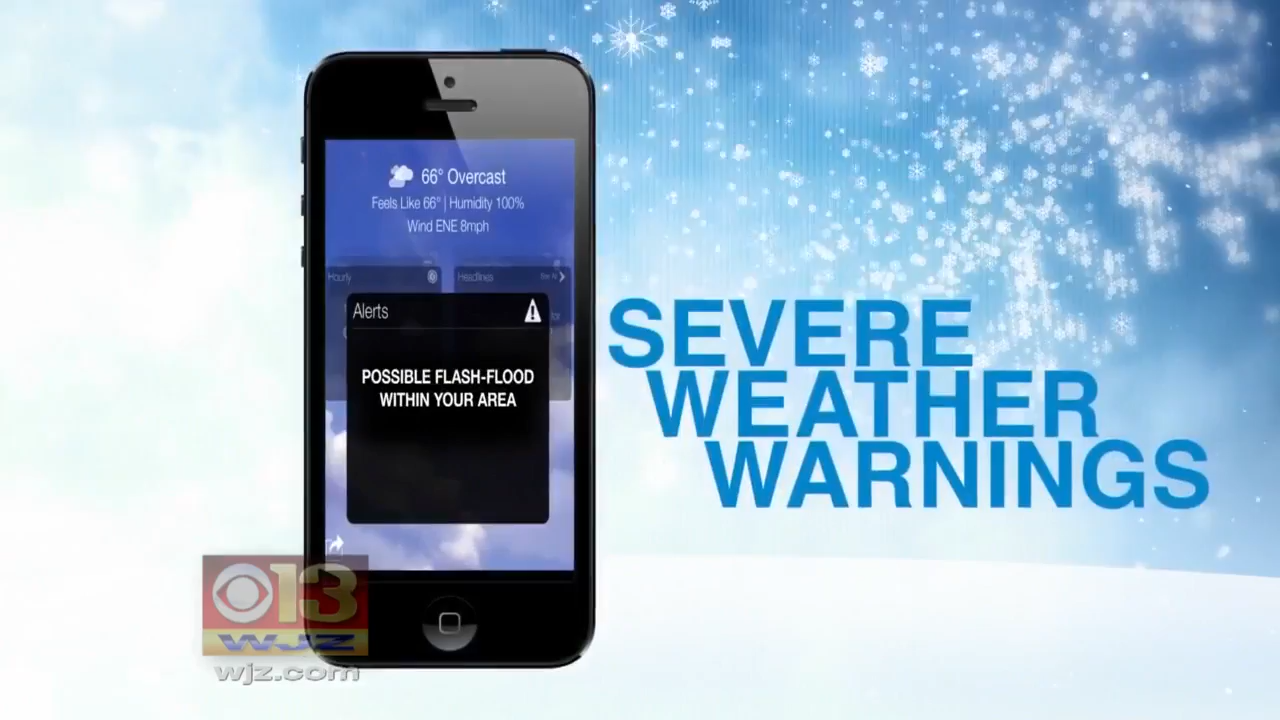 66° Overcast
Feels Like 66° | Humidity 100%
Wind ENE 8mph
Hourly
Headlines
Alerts
POSSIBLE FLASH-FLOOD
WITHIN YOUR AREA
SEVERE
WEATHER
WARNINGS
13
WJZ
wjz.com